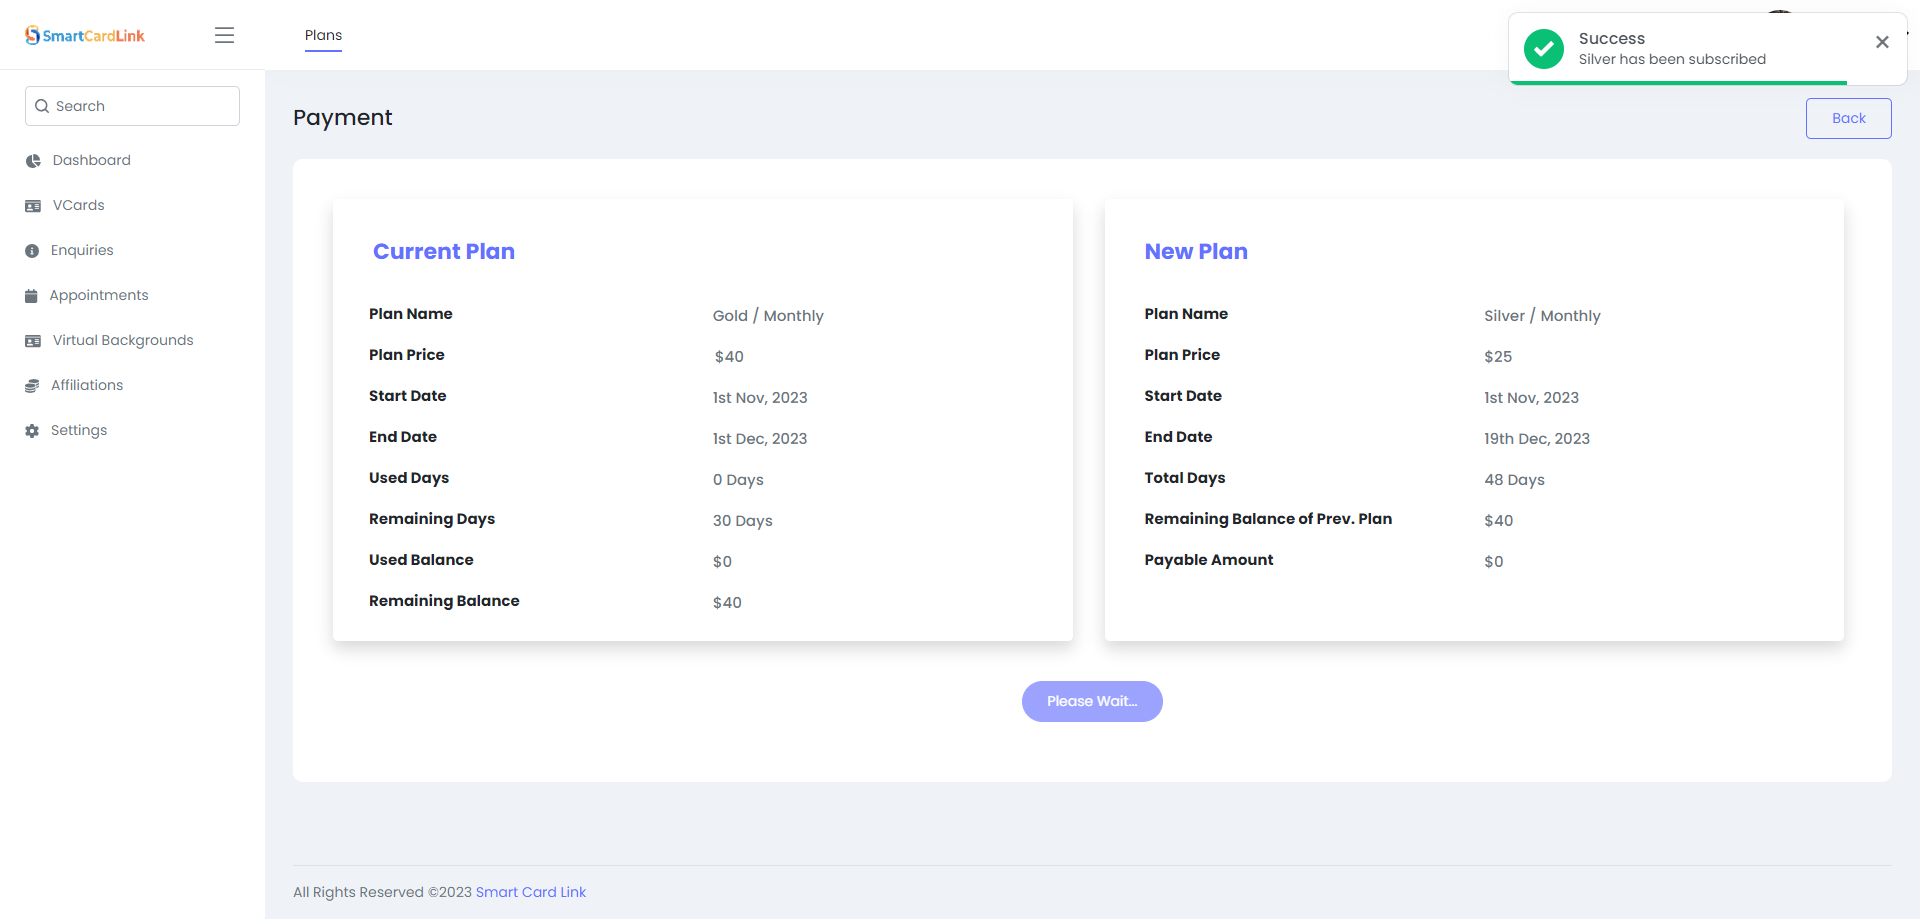 SmartCardLink
Plans
Success
Silver has been subscribed
Search
Dashboard
VCards
Enquiries
Appointments
Virtual Backgrounds
Affiliations
Settings
Payment
Back
Current Plan
Plan Name Gold / Monthly
Plan Price $40
Start Date 1st Nov, 2023
End Date 1st Dec, 2023
Used Days 0 Days
Remaining Days 30 Days
Used Balance $0
Remaining Balance $40
New Plan
Plan Name Silver / Monthly
Plan Price $25
Start Date 1st Nov, 2023
End Date 19th Dec, 2023
Total Days 48 Days
Remaining Balance of Prev. Plan $40
Payable Amount $0
Please Wait...
All Rights Reserved ©2023 Smart Card Link